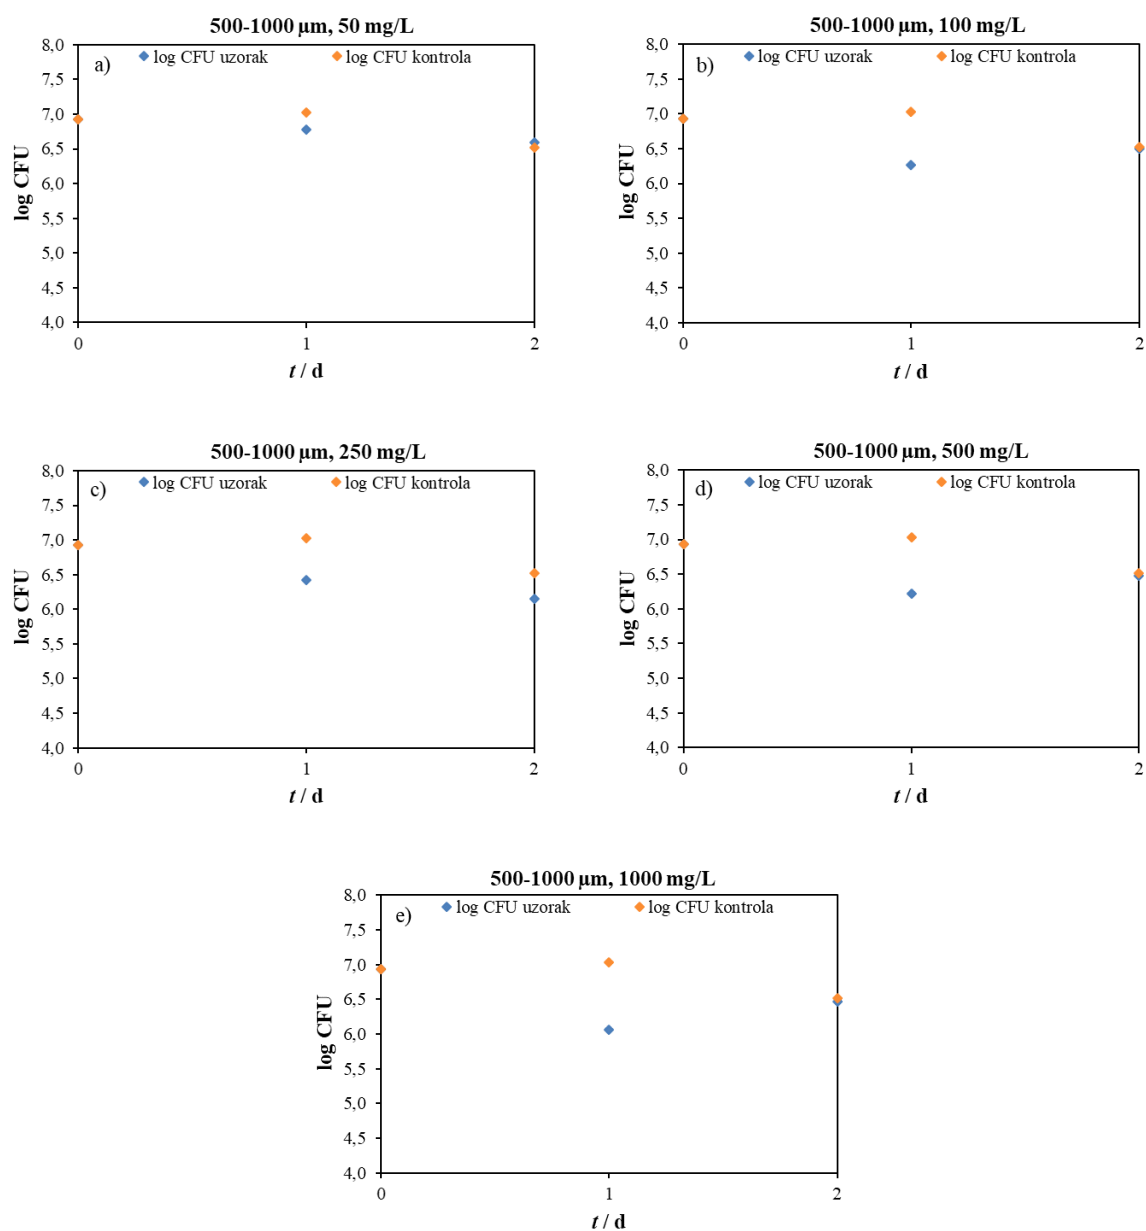 500-1000 µm, 50 mg/L
a)
log CFU uzorak
log CFU kontrola
8,0
7,5
7,0
6,5
6,0
5,5
5,0
4,5
4,0
log CFU
0
1
2
t / d
500-1000 µm, 100 mg/L
b)
log CFU uzorak
log CFU kontrola
8,0
7,5
7,0
6,5
6,0
5,5
5,0
4,5
4,0
log CFU
0
1
2
t / d
500-1000 µm, 250 mg/L
c)
log CFU uzorak
log CFU kontrola
8,0
7,5
7,0
6,5
6,0
5,5
5,0
4,5
4,0
log CFU
0
1
2
t / d
500-1000 µm, 500 mg/L
d)
log CFU uzorak
log CFU kontrola
8,0
7,5
7,0
6,5
6,0
5,5
5,0
4,5
4,0
log CFU
0
1
2
t / d
500-1000 µm, 1000 mg/L
e)
log CFU uzorak
log CFU kontrola
8,0
7,5
7,0
6,5
6,0
5,5
5,0
4,5
4,0
log CFU
0
1
2
t / d